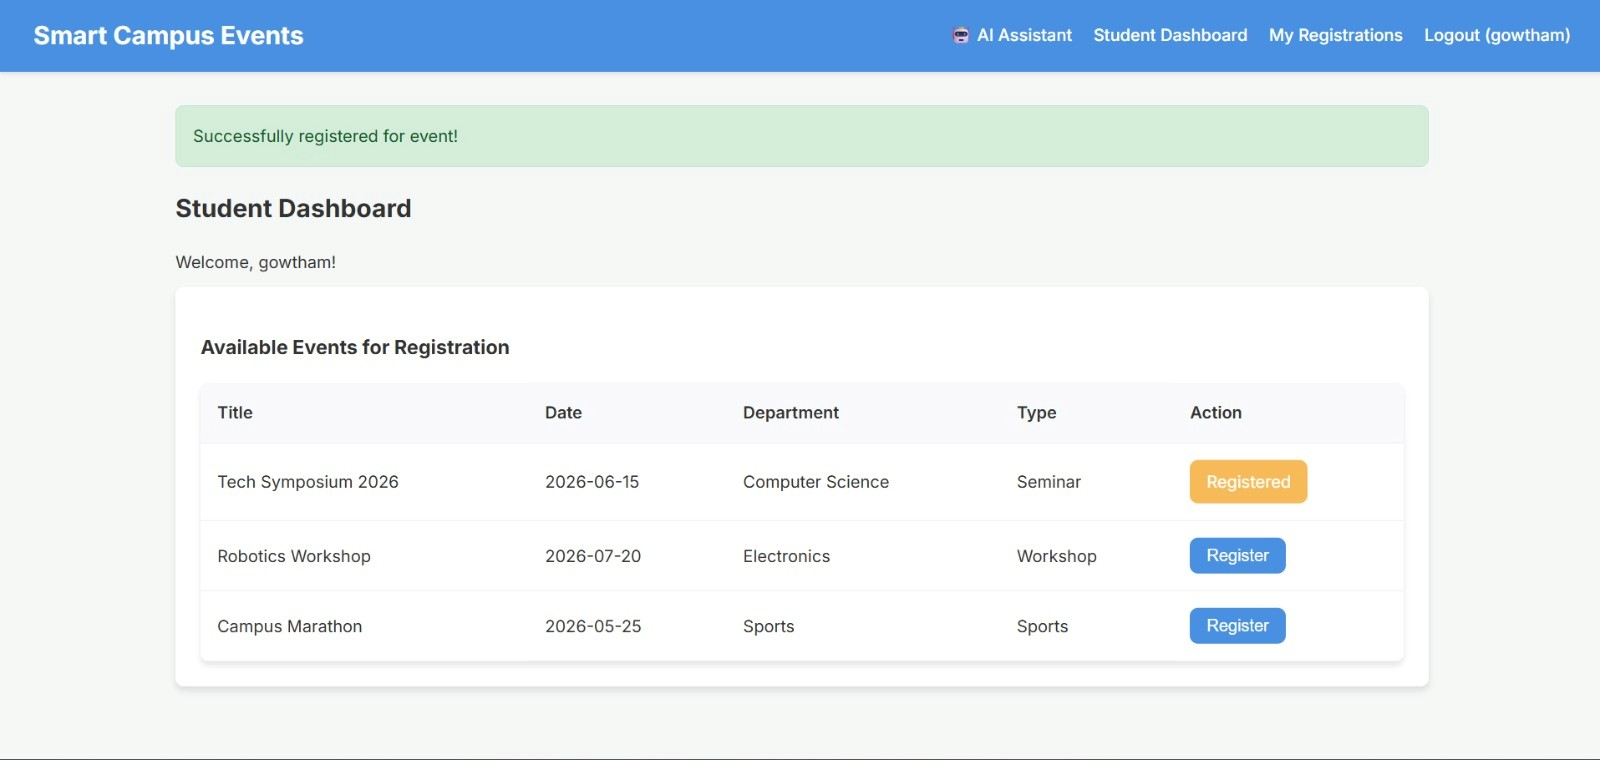 Smart Campus Events
AI Assistant Student Dashboard My Registrations Logout (gowtham)
Successfully registered for event!
Student Dashboard
Welcome, gowtham!
Available Events for Registration
Title Date Department Type Action
Tech Symposium 2026 2026-06-15 Computer Science Seminar Registered
Robotics Workshop 2026-07-20 Electronics Workshop Register
Campus Marathon 2026-05-25 Sports Sports Register